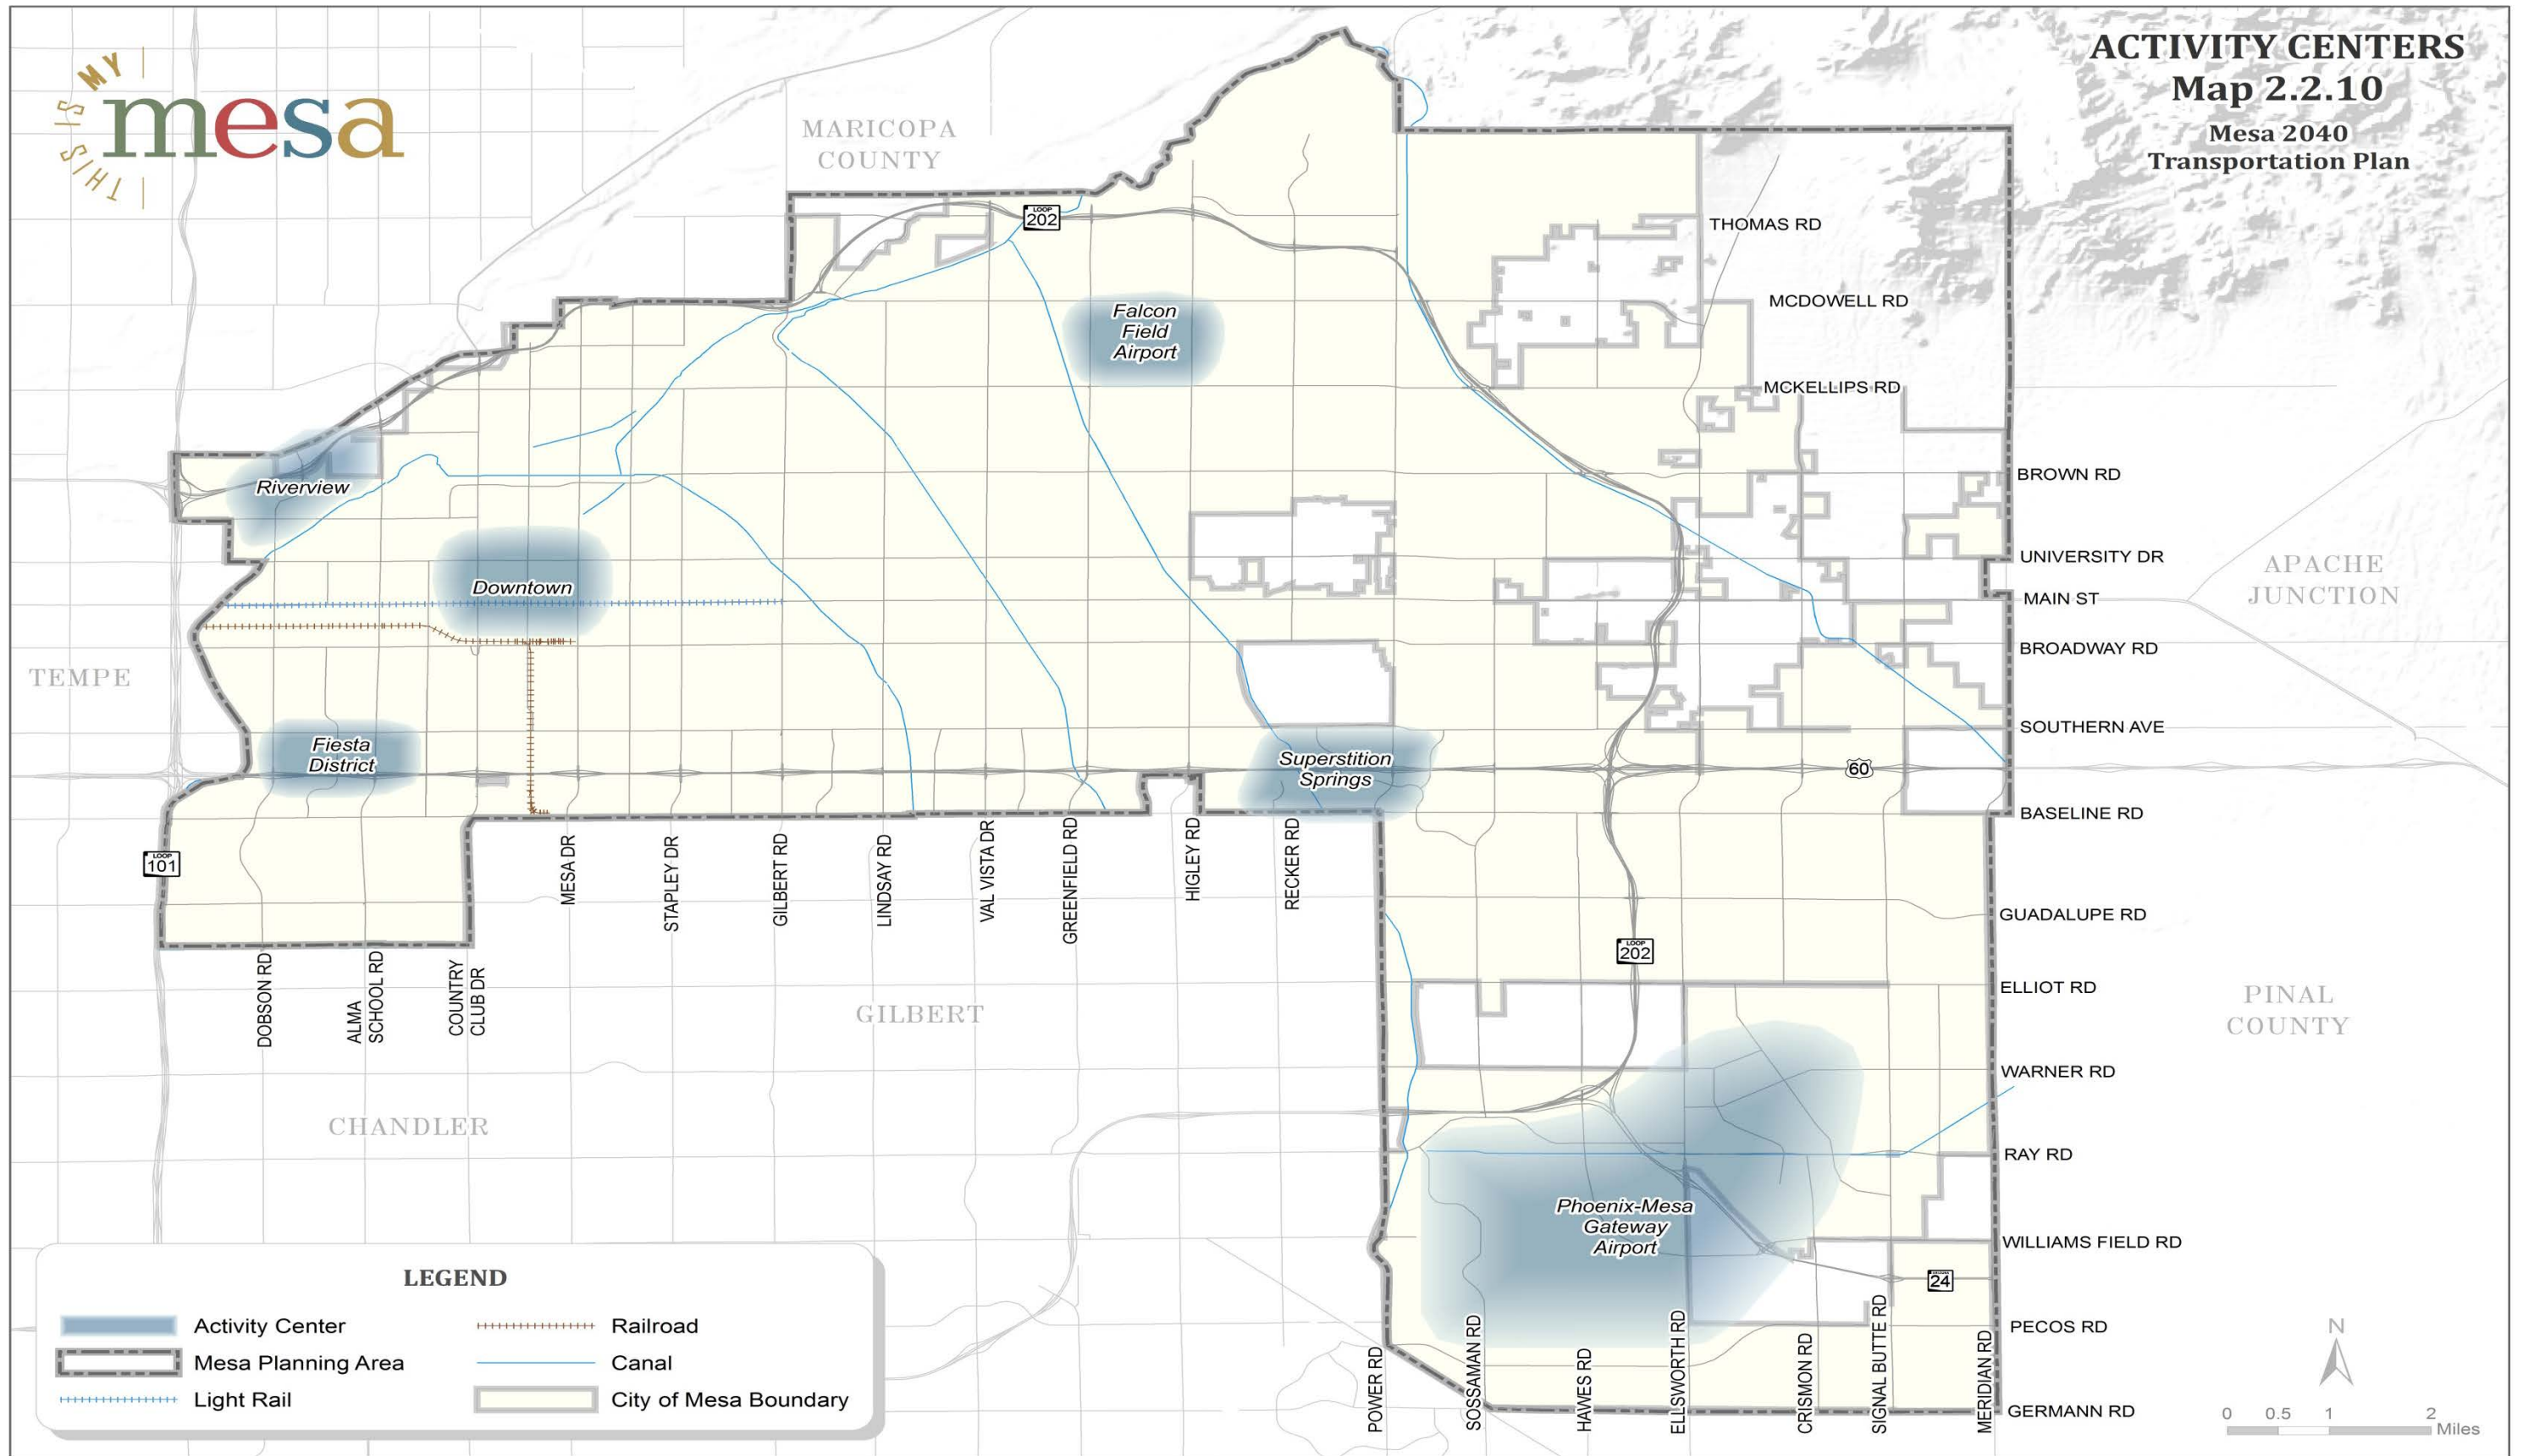 THIS IS MY
mesa
ACTIVITY CENTERS
Map 2.2.10
Mesa 2040
Transportation Plan
MARICOPA
COUNTY
LOOP
202
THOMAS RD
MCDOWELL RD
MCKELLIPS RD
Falcon
Field
Airport
Riverview
BROWN RD
Downtown
UNIVERSITY DR
MAIN ST
BROADWAY RD
APACHE
JUNCTION
TEMPE
Fiesta
District
Superstition
Springs
SOUTHERN AVE
60
BASELINE RD
LOOP
101
MESA DR
STAPLEY DR
GILBERT RD
LINDSAY RD
VAL VISTA DR
GREENFIELD RD
HIGLEY RD
RECKER RD
GUADALUPE RD
LOOP
202
DOBSON RD
ALMA
SCHOOL RD
COUNTRY
CLUB DR
GILBERT
ELLIOT RD
PINAL
COUNTY
WARNER RD
CHANDLER
RAY RD
Phoenix-Mesa
Gateway
Airport
WILLIAMS FIELD RD
24
PECOS RD
POWER RD
SOSSAMAN RD
HAWES RD
ELLSWORTH RD
CRISMON RD
SIGNAL BUTTE RD
MERIDIAN RD
GERMANN RD
LEGEND
Activity Center
Railroad
Mesa Planning Area
Canal
Light Rail
City of Mesa Boundary
N
0 0.5 1 2
Miles